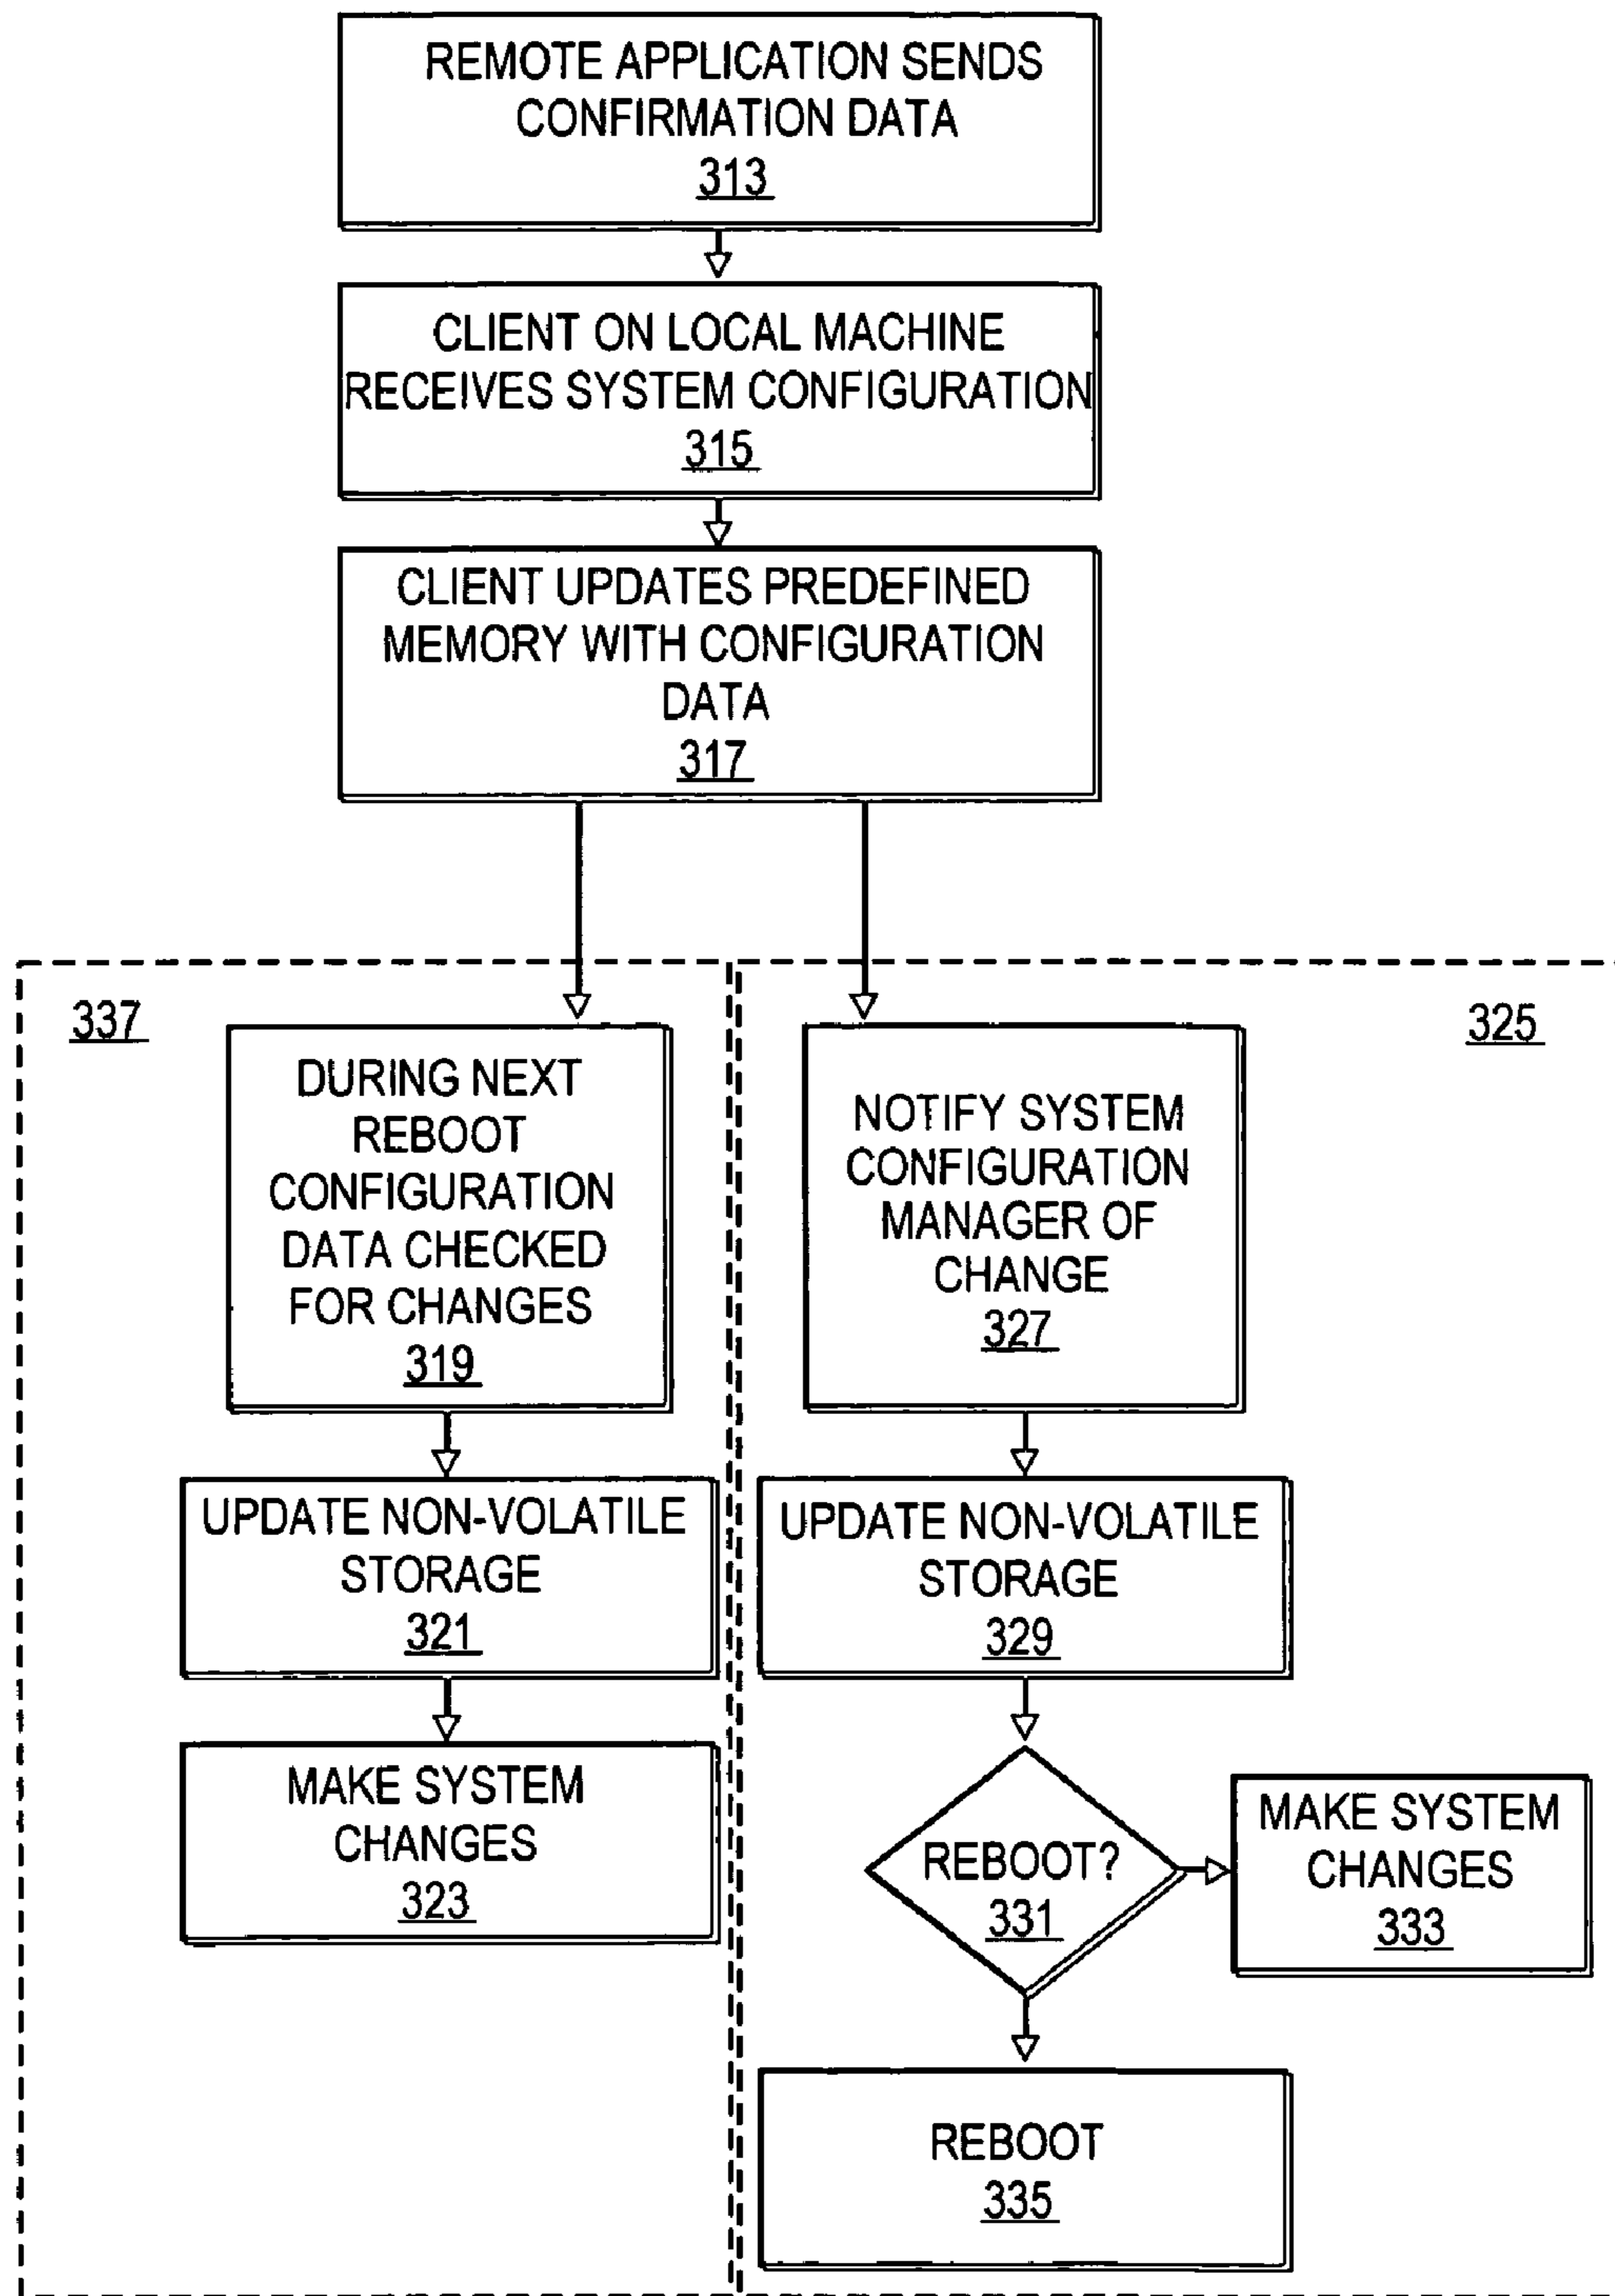 REMOTE APPLICATION SENDS
CONFIRMATION DATA
313
CLIENT ON LOCAL MACHINE
RECEIVES SYSTEM CONFIGURATION
315
CLIENT UPDATES PREDEFINED
MEMORY WITH CONFIGURATION
DATA
317
337
DURING NEXT
REBOOT
CONFIGURATION
DATA CHECKED
FOR CHANGES
319
UPDATE NON-VOLATILE
STORAGE
321
MAKE SYSTEM
CHANGES
323
325
NOTIFY SYSTEM
CONFIGURATION
MANAGER OF
CHANGE
327
UPDATE NON-VOLATILE
STORAGE
329
REBOOT?
331
MAKE SYSTEM
CHANGES
333
REBOOT
335